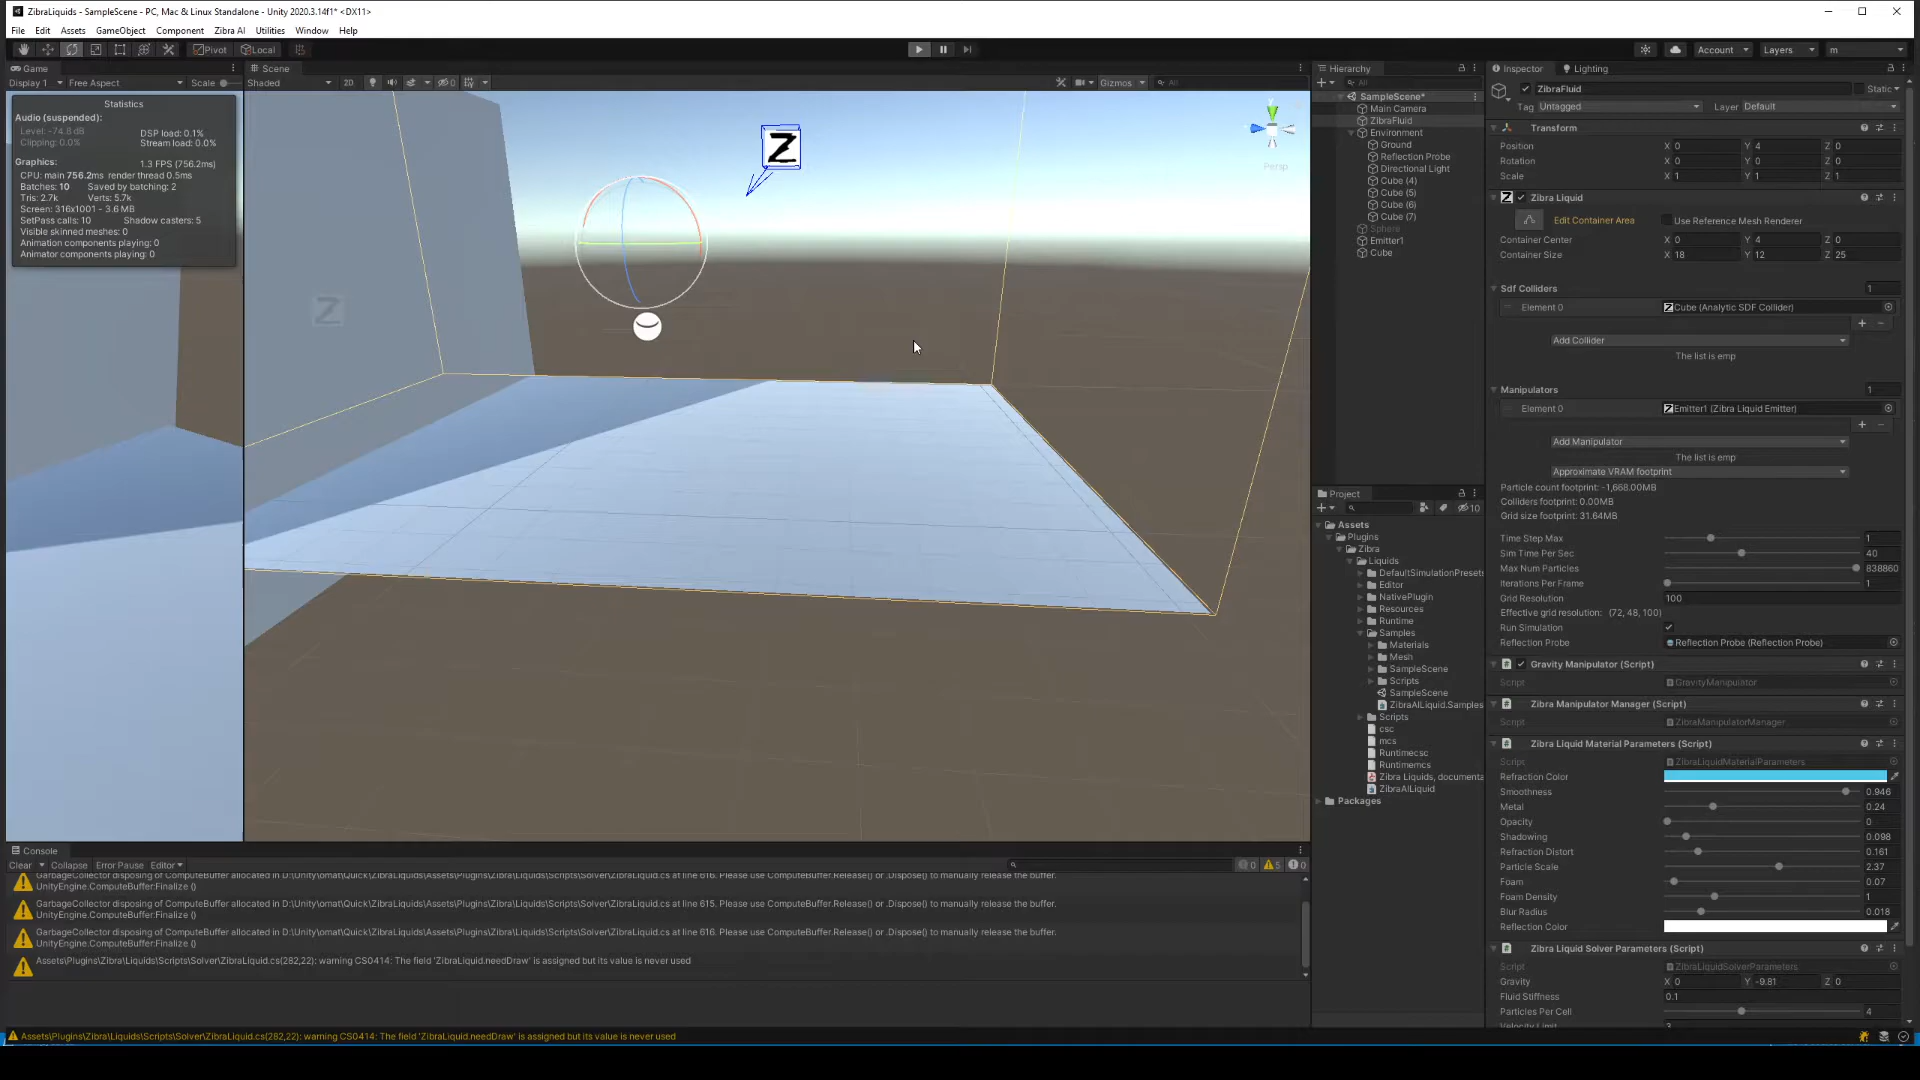 ZibraLiquids - SampleScene - PC, Mac & Linux Standalone - Unity 2020.3.14f1* <DX11>
File Edit Assets GameObject Component Zibra AI Utilities Window Help
Pivot Local
Account Layers m
Game
Display 1 Free Aspect Scale
Statistics
Audio (suspended):
Level: -74.8 dB DSP load: 0.1%
Clipping: 0.0% Stream load: 0.0%
Graphics: 1.3 FPS (756.2ms)
CPU: main 756.2ms render thread 0.5ms
Batches: 10 Saved by batching: 2
Tris: 2.7k Verts: 5.7k
Screen: 316x1001 - 3.6 MB
SetPass calls: 10 Shadow casters: 5
Visible skinned meshes: 0
Animation components playing: 0
Animator components playing: 0
Z
Scene
Shaded 2D 0 Gizmos All
Z
y
Persp
Hierarchy
All
SampleScene*
Main Camera
ZibraFluid
Environment
Ground
Reflection Probe
Directional Light
Cube (4)
Cube (5)
Cube (6)
Cube (7)
Sphere
Emitter1
Cube
Project
10
Assets
Plugins
Zibra
Liquids
DefaultSimulationPreset
Editor
NativePlugin
Resources
Runtime
Samples
Materials
Mesh
SampleScene
Scripts
SampleScene
ZibraAILiquid.Samples
Scripts
csc
mcs
Runtimecsc
Runtimemcs
Zibra Liquids, documenta
ZibraAILiquid
Packages
Inspector Lighting
ZibraFluid Static
Tag Untagged Layer Default
Transform
Position X 0 Y 4 Z 0
Rotation X 0 Y 0 Z 0
Scale X 1 Y 1 Z 1
Zibra Liquid
Edit Container Area Use Reference Mesh Renderer
Container Center X 0 Y 4 Z 0
Container Size X 18 Y 12 Z 25
Sdf Colliders 1
Element 0 Cube (Analytic SDF Collider)
Add Collider
The list is emp
Manipulators 1
Element 0 Emitter1 (Zibra Liquid Emitter)
Add Manipulator
The list is emp
Approximate VRAM footprint
Particle count footprint: -1,668.00MB
Colliders footprint: 0.00MB
Grid size footprint: 31.64MB
Time Step Max 1
Sim Time Per Sec 40
Max Num Particles 838860
Iterations Per Frame 1
Grid Resolution 100
Effective grid resolution: (72, 48, 100)
Run Simulation
Reflection Probe Reflection Probe (Reflection Probe)
Gravity Manipulator (Script)
Script GravityManipulator
Zibra Manipulator Manager (Script)
Script ZibraManipulatorManager
Zibra Liquid Material Parameters (Script)
Script ZibraLiquidMaterialParameters
Refraction Color
Smoothness 0.946
Metal 0.24
Opacity 0
Shadowing 0.098
Refraction Distort 0.161
Particle Scale 2.37
Foam 0.07
Foam Density 1
Blur Radius 0.018
Reflection Color
Zibra Liquid Solver Parameters (Script)
Script ZibraLiquidSolverParameters
Gravity X 0 Y -9.81 Z 0
Fluid Stiffness 0.1
Particles Per Cell 4
Velocity Limit 3
Console
Clear Collapse Error Pause Editor 0 5 0
GarbageCollector disposing of ComputeBuffer allocated in D:\Unity\omat\Quick\ZibraLiquids\Assets\Plugins\Zibra\Liquids\Scripts\Solver\ZibraLiquid.cs at line 616. Please use ComputeBuffer.Release() or .Dispose() to manually release the buffer.
UnityEngine.ComputeBuffer:Finalize ()
GarbageCollector disposing of ComputeBuffer allocated in D:\Unity\omat\Quick\ZibraLiquids\Assets\Plugins\Zibra\Liquids\Scripts\Solver\ZibraLiquid.cs at line 615. Please use ComputeBuffer.Release() or .Dispose() to manually release the buffer.
UnityEngine.ComputeBuffer:Finalize ()
GarbageCollector disposing of ComputeBuffer allocated in D:\Unity\omat\Quick\ZibraLiquids\Assets\Plugins\Zibra\Liquids\Scripts\Solver\ZibraLiquid.cs at line 616. Please use ComputeBuffer.Release() or .Dispose() to manually release the buffer.
UnityEngine.ComputeBuffer:Finalize ()
Assets\Plugins\Zibra\Liquids\Scripts\Solver\ZibraLiquid.cs(282,22): warning CS0414: The field 'ZibraLiquid.needDraw' is assigned but its value is never used
Assets\Plugins\Zibra\Liquids\Scripts\Solver\ZibraLiquid.cs(282,22): warning CS0414: The field 'ZibraLiquid.needDraw' is assigned but its value is never used